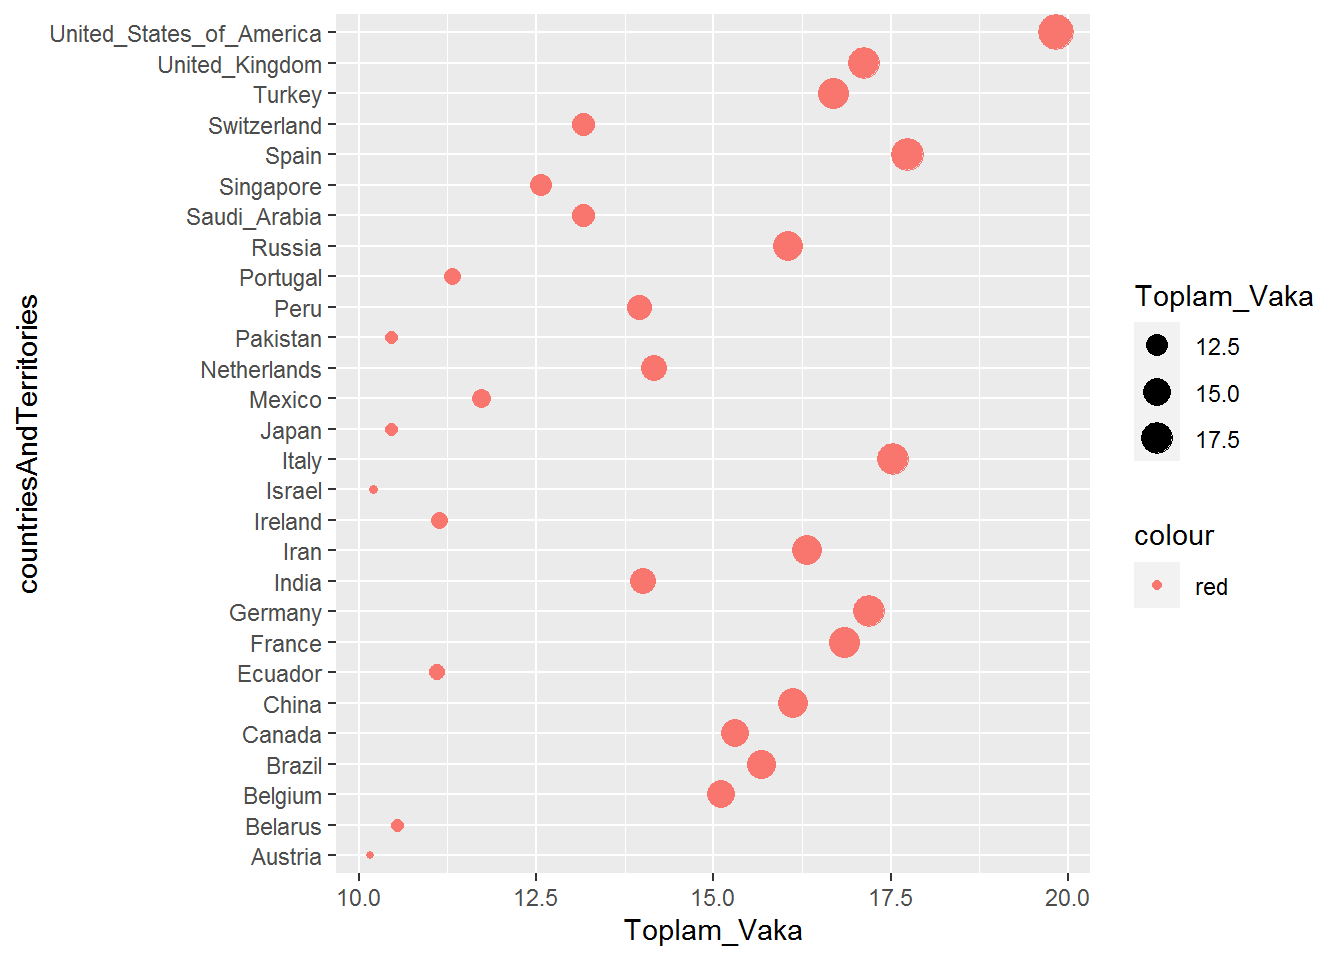 countriesAndTerritories
United_States_of_America
United_Kingdom
Turkey
Switzerland
Spain
Singapore
Saudi_Arabia
Russia
Portugal
Peru
Pakistan
Netherlands
Mexico
Japan
Italy
Israel
Ireland
Iran
India
Germany
France
Ecuador
China
Canada
Brazil
Belgium
Belarus
Austria
10.0 12.5 15.0 17.5 20.0
Toplam_Vaka
Toplam_Vaka
12.5
15.0
17.5
colour
red